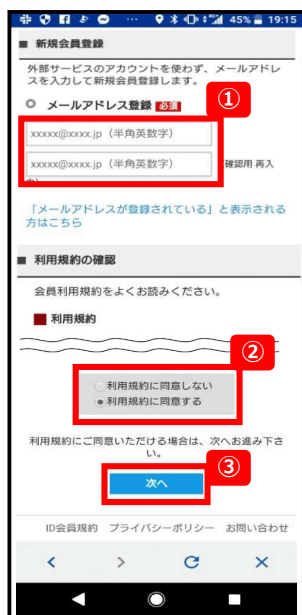 45% 19:15
■ 新規会員登録
外部サービスのアカウントを使わず、メールアドレ
スを入力して新規会員登録します。
メールアドレス登録 必須
①
xxxxx@xxxx.jp（半角英数字）
xxxxx@xxxx.jp（半角英数字）
確認用 再入
「メールアドレスが登録されている」と表示される
方はこちら
■ 利用規約の確認
会員利用規約をよくお読みください。
■ 利用規約
②
利用規約に同意しない
利用規約に同意する
利用規約にご同意いただける場合は、次へお進み下さ
い。
③
次へ
ID会員規約 プライバシーポリシー お問い合わせ